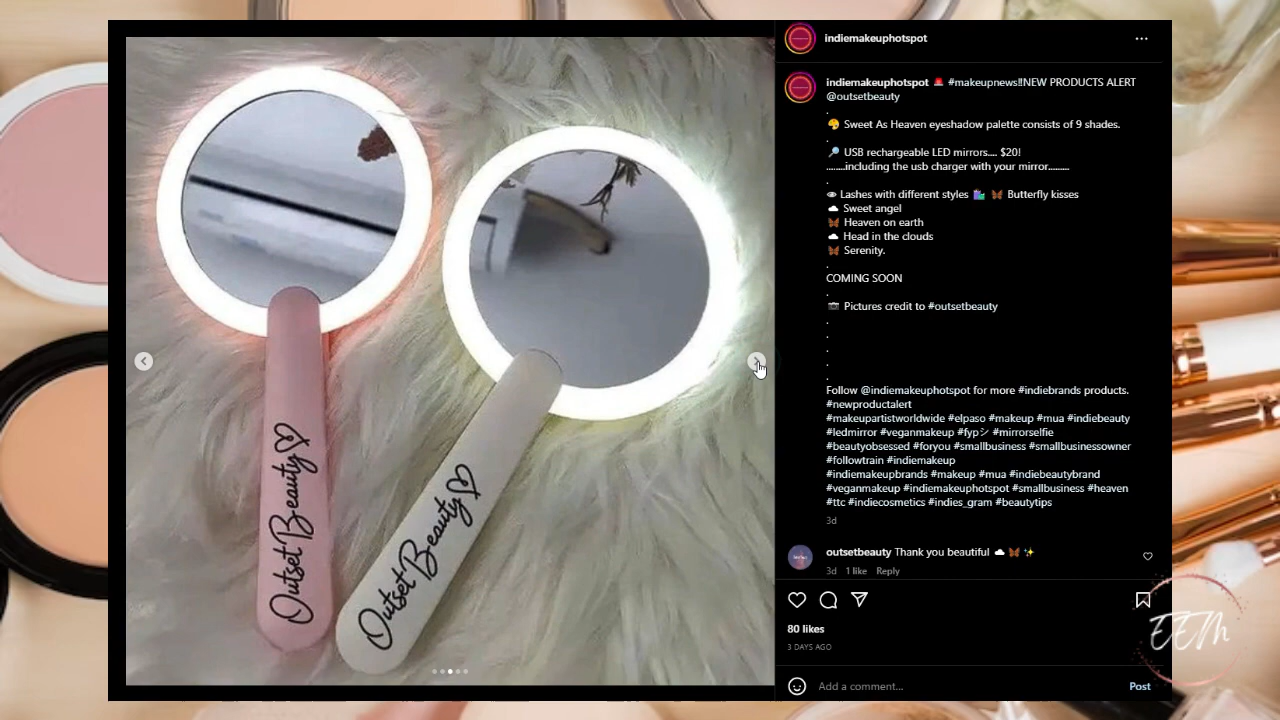 Outset Beauty
Outset Beauty
indiemakeuphotspot
indiemakeuphotspot 🚨 #makeupnews‼NEW PRODUCTS ALERT
@outsetbeauty
.
🎨 Sweet As Heaven eyeshadow palette consists of 9 shades.
.
🔎 USB rechargeable LED mirrors.... $20!
........including the usb charger with your mirror.........
.
👁 Lashes with different styles 🛍 🦋 Butterfly kisses
☁ Sweet angel
🦋 Heaven on earth
☁ Head in the clouds
🦋 Serenity.
.
COMING SOON
.
📷 Pictures credit to #outsetbeauty
.
.
.
.
.
Follow @indiemakeuphotspot for more #indiebrands products.
#newproductalert
#makeupartistworldwide #elpaso #makeup #mua #indiebeauty
#ledmirror #veganmakeup #fypシ #mirrorselfie
#beautyobsessed #foryou #smallbusiness #smallbusinessowner
#followtrain #indiemakeup
#indiemakeupbrands #makeup #mua #indiebeautybrand
#veganmakeup #indiemakeuphotspot #smallbusiness #heaven
#ttc #indiecosmetics #indies_gram #beautytips
3d
outsetbeauty Thank you beautiful ☁ 🦋 ✨
3d 1 like Reply
80 likes
3 DAYS AGO
Add a comment...
Post
EEM